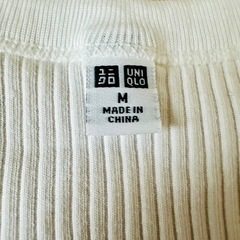 ユニ UNI
クロ QLO
M
MADE IN
CHINA